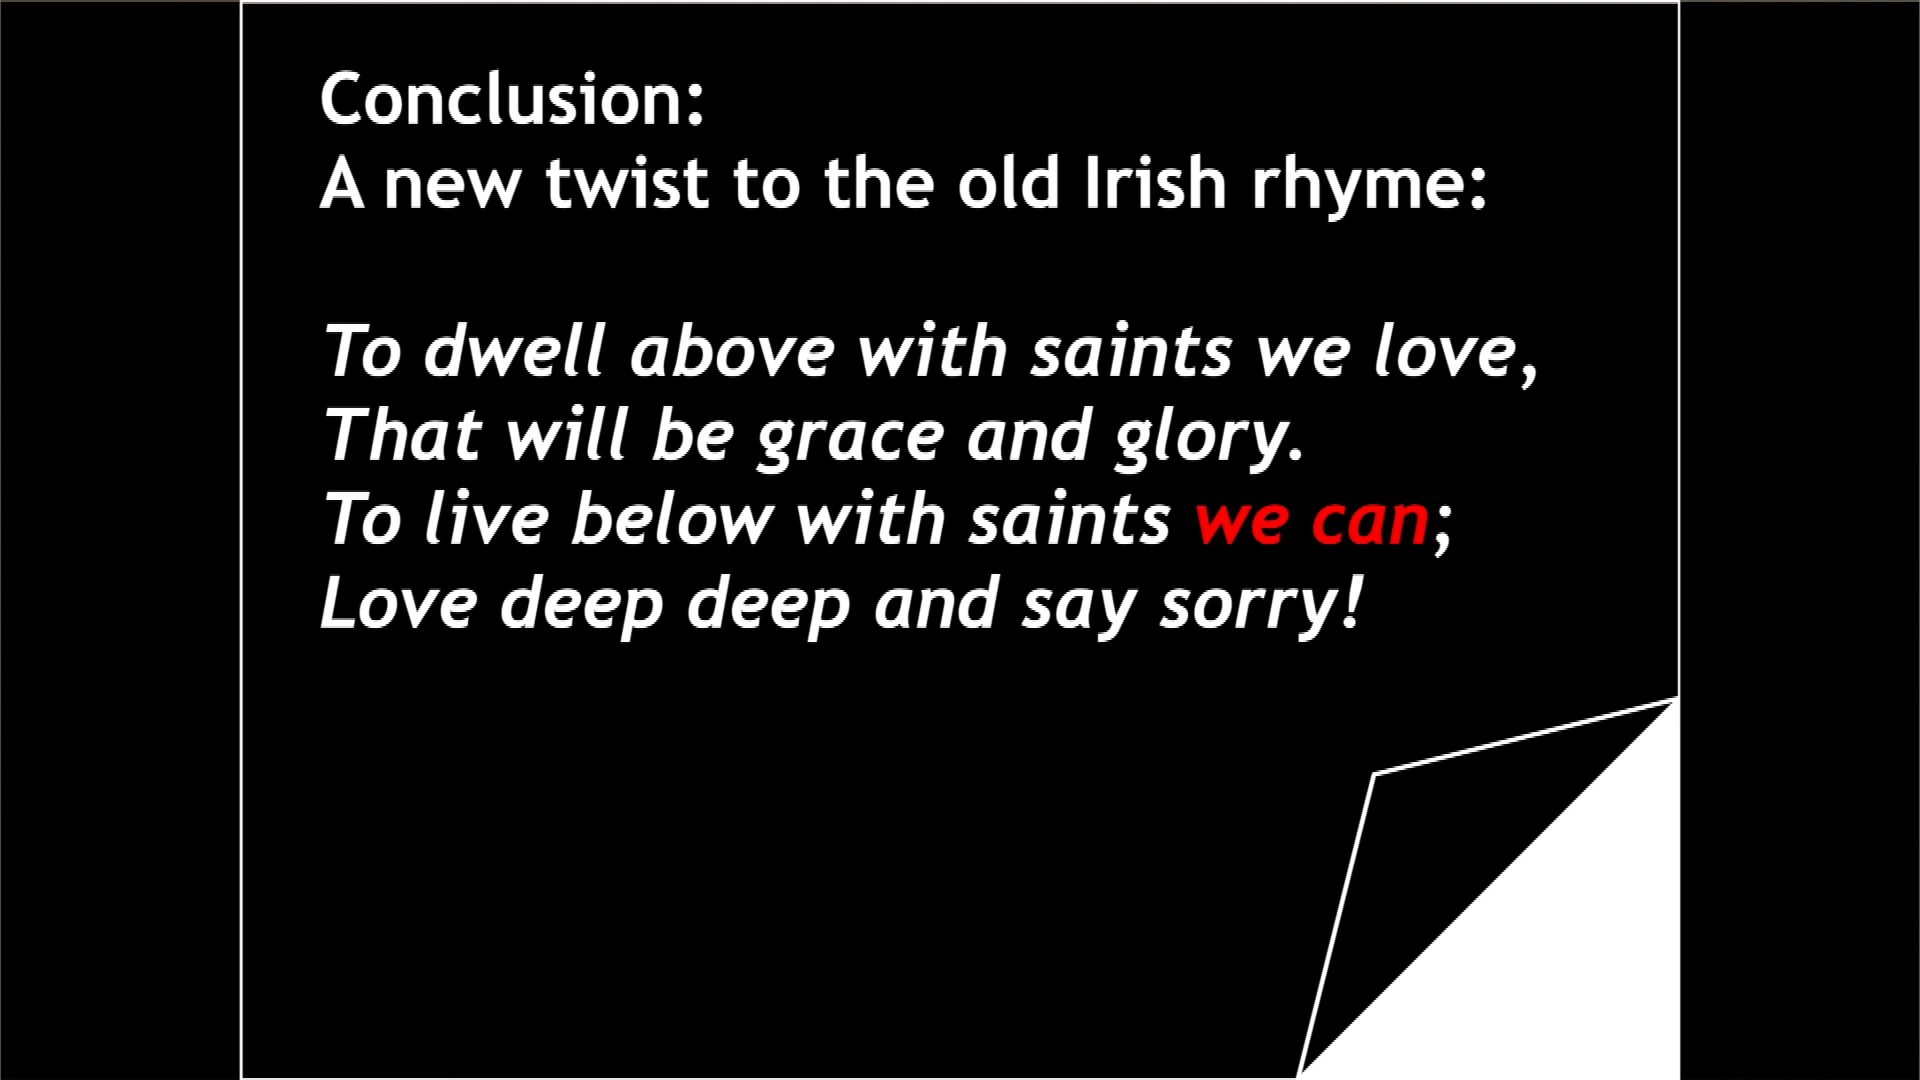 Conclusion:
A new twist to the old Irish rhyme:
To dwell above with saints we love,
That will be grace and glory.
To live below with saints we can;
Love deep deep and say sorry!